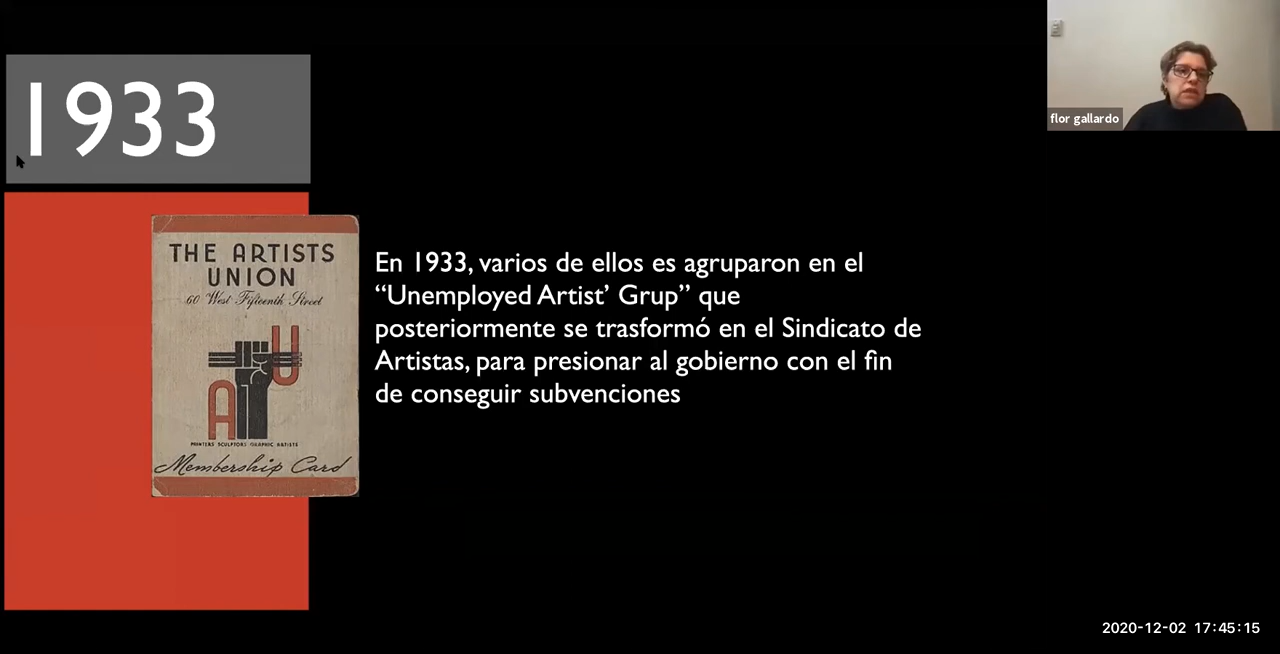 1933
THE ARTISTS
UNION
60 West Fifteenth Street
A U
PAINTERS SCULPTORS GRAPHIC ARTISTS
Membership Card
En 1933, varios de ellos es agruparon en el
“Unemployed Artist’ Grup” que
posteriormente se trasformó en el Sindicato de
Artistas, para presionar al gobierno con el fin
de conseguir subvenciones
flor gallardo
2020-12-02 17:45:15